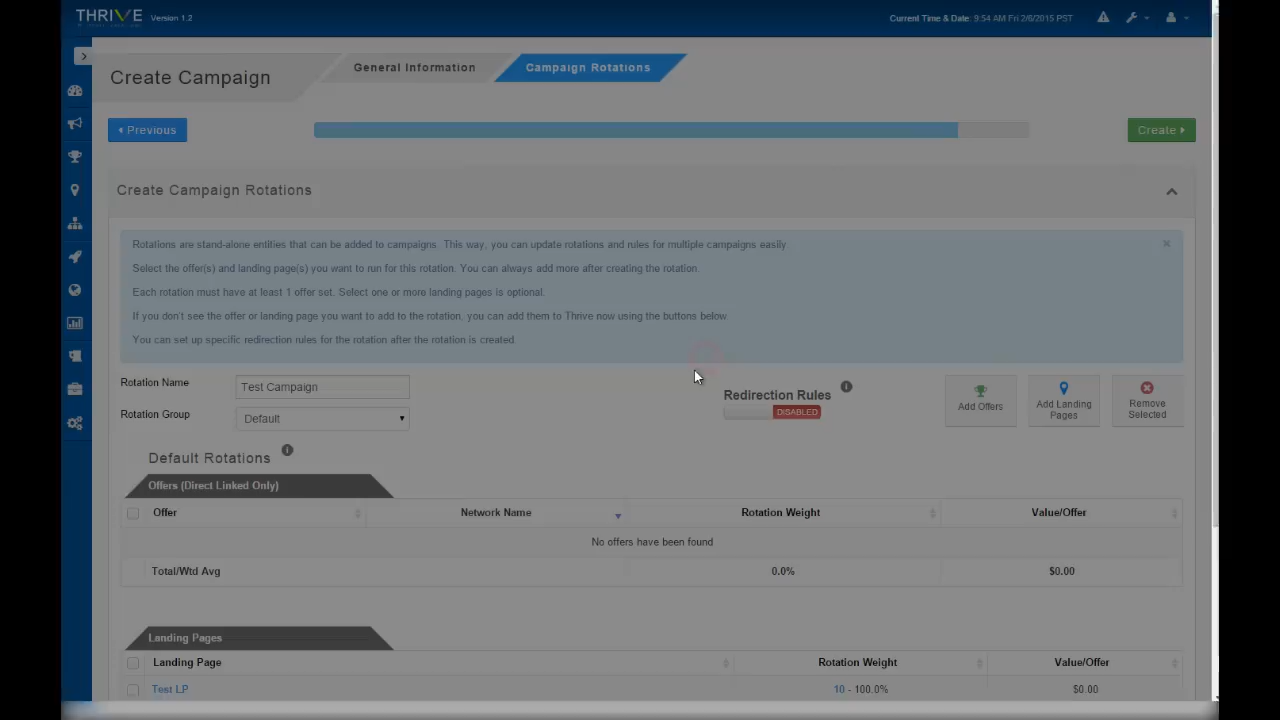 THRIVE Version 1.2
Current Time & Date: 9:54 AM Fri 2/6/2015 PST
Create Campaign
General Information
Campaign Rotations
Previous
Create
Create Campaign Rotations
Rotations are stand-alone entities that can be added to campaigns. This way, you can update rotations and rules for multiple campaigns easily.
Select the offer(s) and landing page(s) you want to run for this rotation. You can always add more after creating the rotation.
Each rotation must have at least 1 offer set. Select one or more landing pages is optional.
If you don't see the offer or landing page you want to add to the rotation, you can add them to Thrive now using the buttons below
You can set up specific redirection rules for the rotation after the rotation is created.
Rotation Name
Test Campaign
Rotation Group
Default
Redirection Rules
DISABLED
Add Offers
Add Landing
Pages
Remove
Selected
Default Rotations
Offers (Direct Linked Only)
Offer Network Name Rotation Weight Value/Offer
No offers have been found
Total/Wtd Avg 0.0% $0.00
Landing Pages
Landing Page Rotation Weight Value/Offer
Test LP 10 - 100.0% $0.00